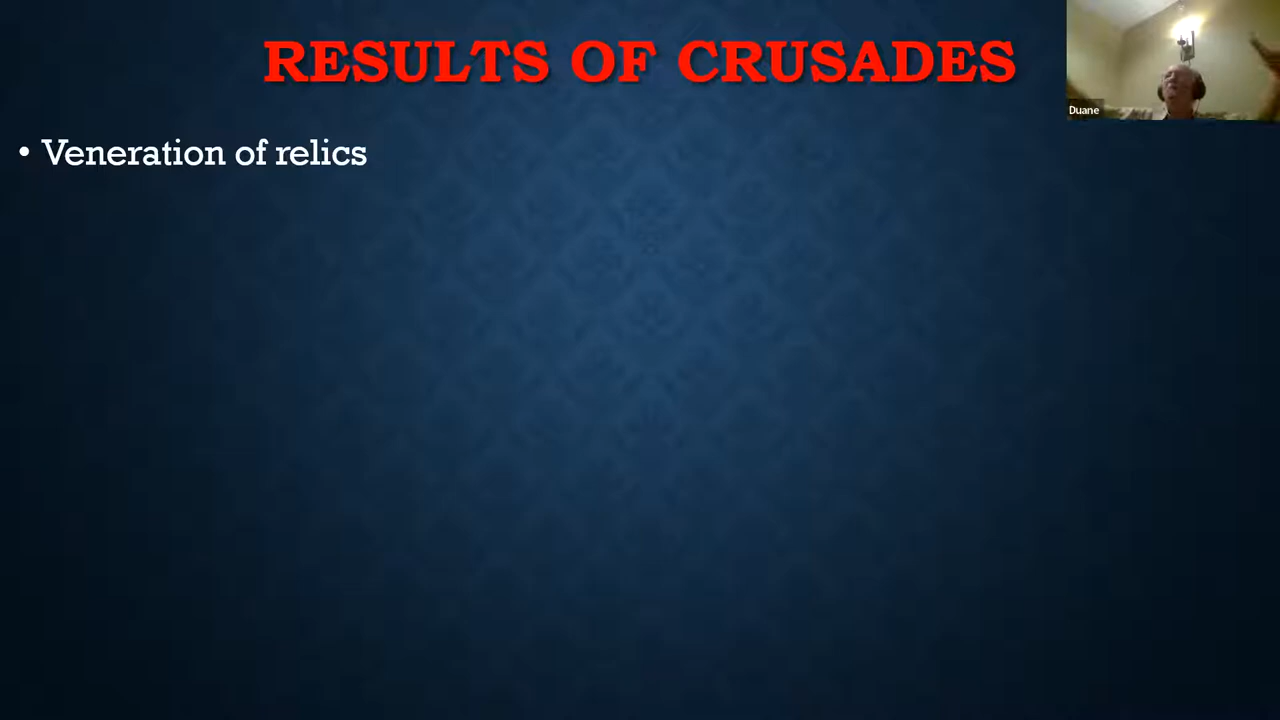 RESULTS OF CRUSADES
Duane
• Veneration of relics